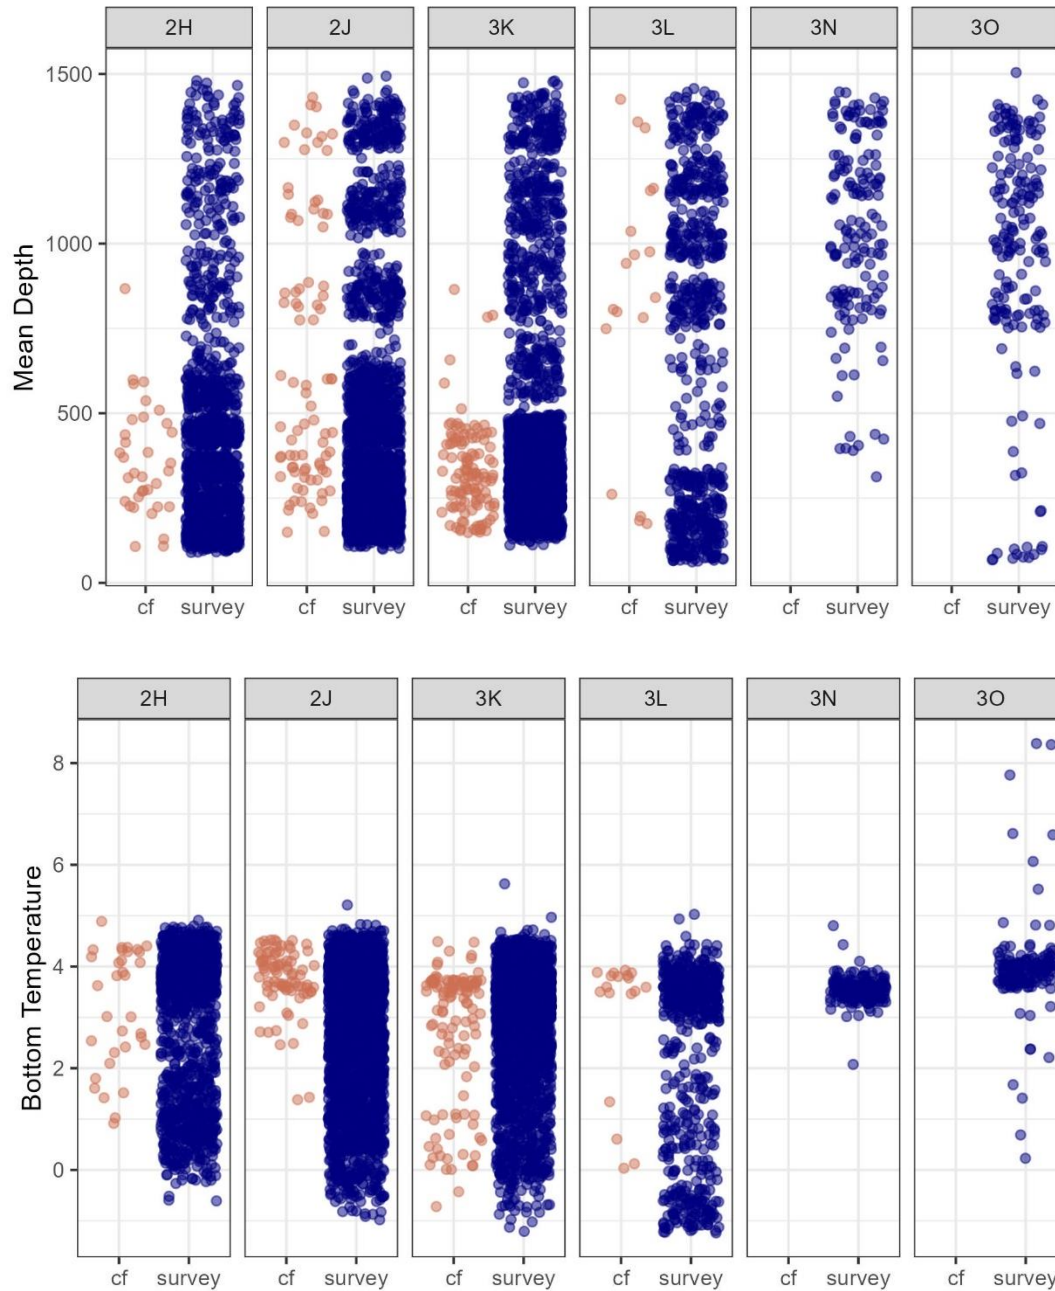 2H 2J 3K 3L 3N 3O
Mean Depth
1500
1000
500
0
cf survey cf survey cf survey cf survey cf survey cf survey
2H 2J 3K 3L 3N 3O
Bottom Temperature
8
6
4
2
0
cf survey cf survey cf survey cf survey cf survey cf survey